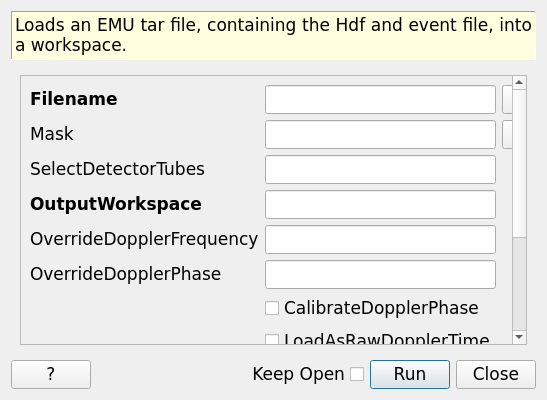 Loads an EMU tar file, containing the Hdf and event file, into
a workspace.
Filename
Mask
SelectDetectorTubes
OutputWorkspace
OverrideDopplerFrequency
OverrideDopplerPhase
CalibrateDopplerPhase
LoadAsRawDopplerTime
?
Keep Open
Run
Close